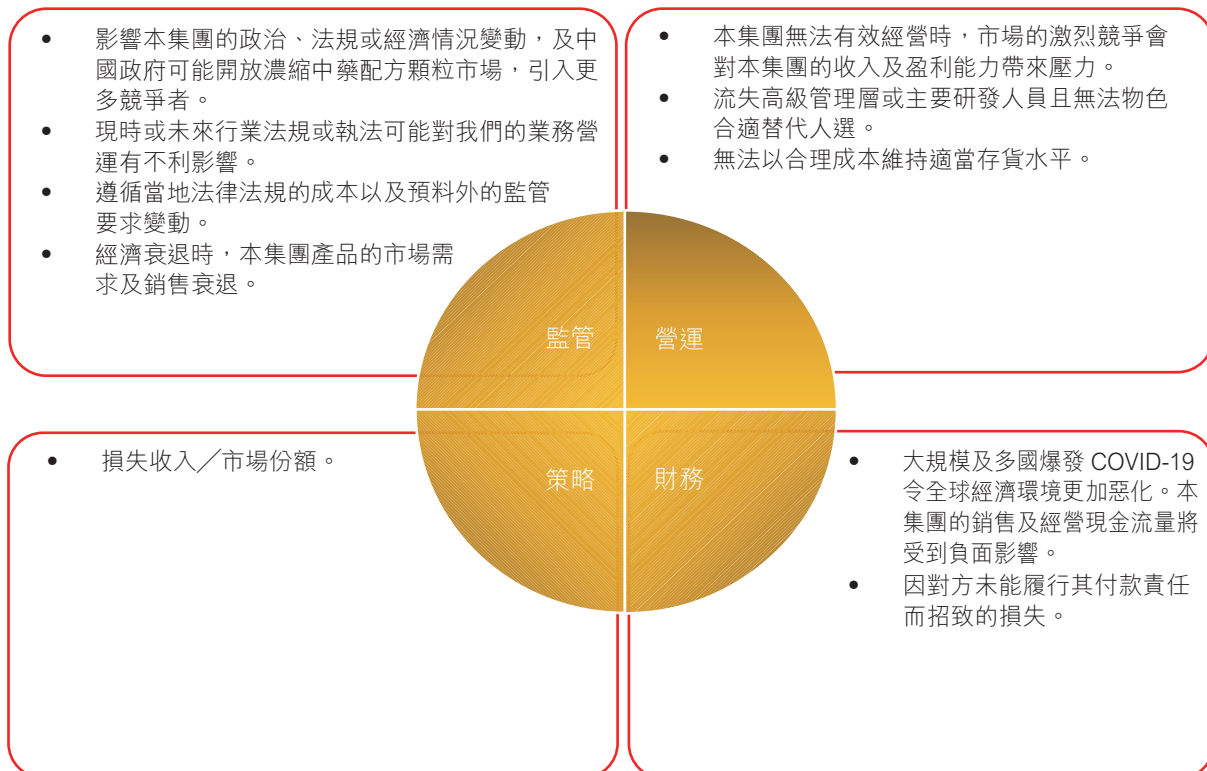 • 影響本集團的政治、法規或經濟情況變動，及中
國政府可能開放濃縮中藥配方顆粒市場，引入更
多競爭者。
• 現時或未來行業法規或執法可能對我們的業務營
運有不利影響。
• 遵循當地法律法規的成本以及預料外的監管
要求變動。
• 經濟衰退時，本集團產品的市場需
求及銷售衰退。
監管
• 本集團無法有效經營時，市場的激烈競爭會
對本集團的收入及盈利能力帶來壓力。
• 流失高級管理層或主要研發人員且無法物色
合適替代人選。
• 無法以合理成本維持適當存貨水平。
營運
• 損失收入／市場份額。
策略
財務
• 大規模及多國爆發 COVID-19
令全球經濟環境更加惡化。本
集團的銷售及經營現金流量將
受到負面影響。
• 因對方未能履行其付款責任
而招致的損失。